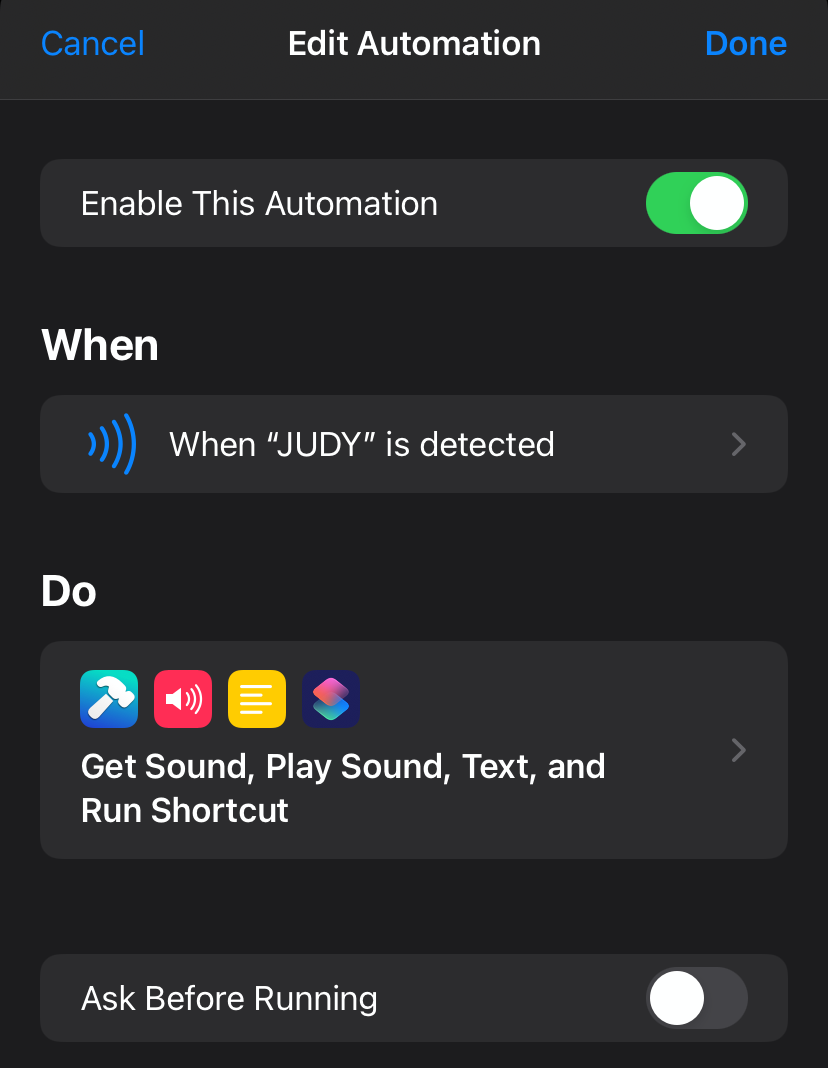 Cancel Edit Automation Done
Enable This Automation
When
When “JUDY” is detected
Do
Get Sound, Play Sound, Text, and
Run Shortcut
Ask Before Running